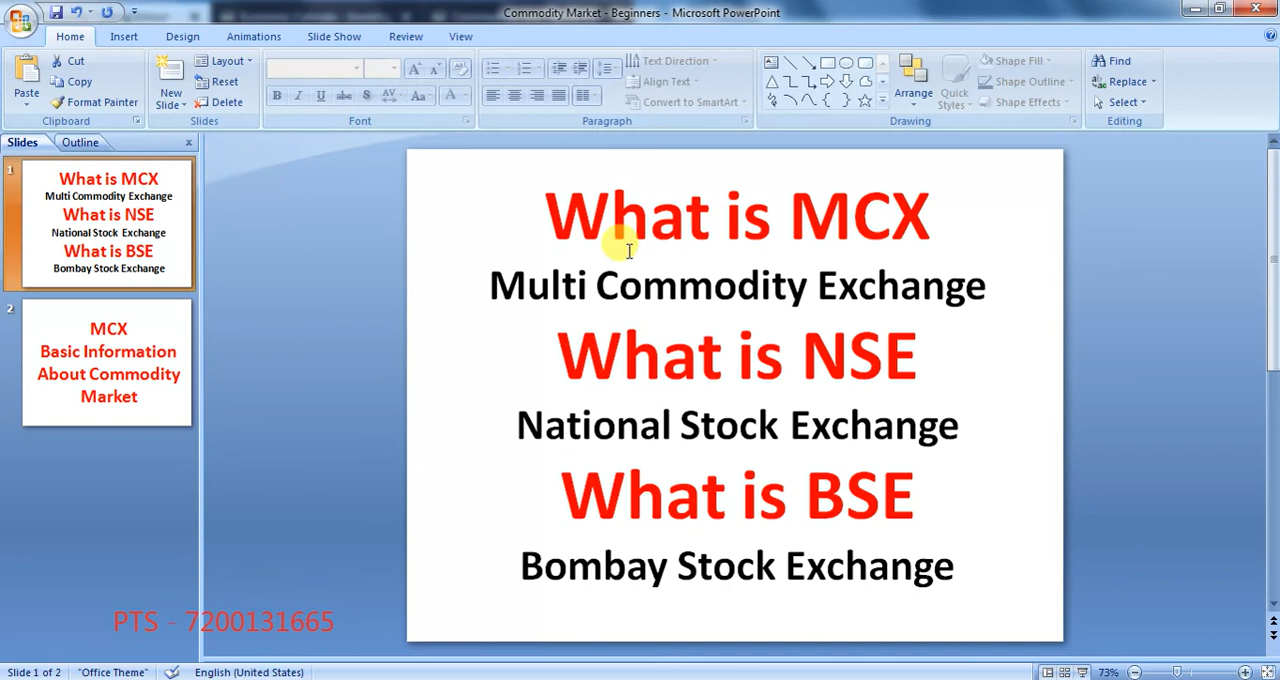 Commodity Market - Beginners - Microsoft PowerPoint
Home Insert Design Animations Slide Show Review View
Paste
Cut
Copy
Format Painter
Clipboard
New Slide
Layout
Reset
Delete
Slides
B I U abc S AV Aa A
Font
Text Direction
Align Text
Convert to SmartArt
Paragraph
Arrange
Quick Styles
Shape Fill
Shape Outline
Shape Effects
Drawing
Find
Replace
Select
Editing
Slides Outline
1
What is MCX
Multi Commodity Exchange
What is NSE
National Stock Exchange
What is BSE
Bombay Stock Exchange
2
MCX
Basic Information
About Commodity
Market
What is MCX
Multi Commodity Exchange
What is NSE
National Stock Exchange
What is BSE
Bombay Stock Exchange
PTS - 7200131665
Slide 1 of 2 "Office Theme" English (United States) 73%